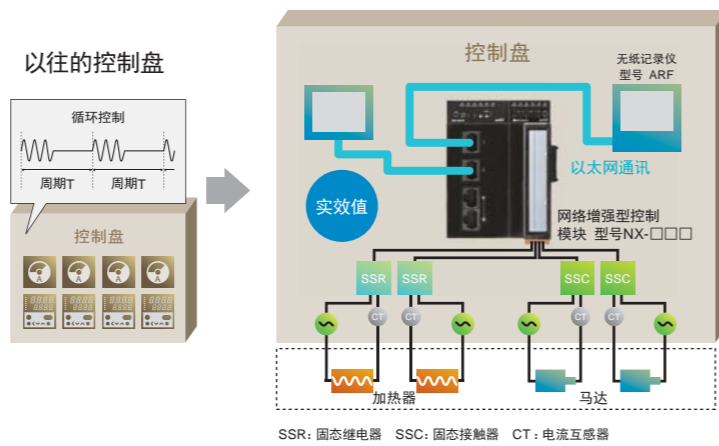 以往的控制盘
循环控制
周期T 周期T
控制盘
A A A A
控制盘
无纸记录仪
型号 ARF
以太网通讯
实效值
网络增强型控制
模块 型号NX-□□□
SSR SSR SSC SSC
CT CT CT CT
加热器 马达
SSR: 固态继电器 SSC: 固态接触器 CT : 电流互感器